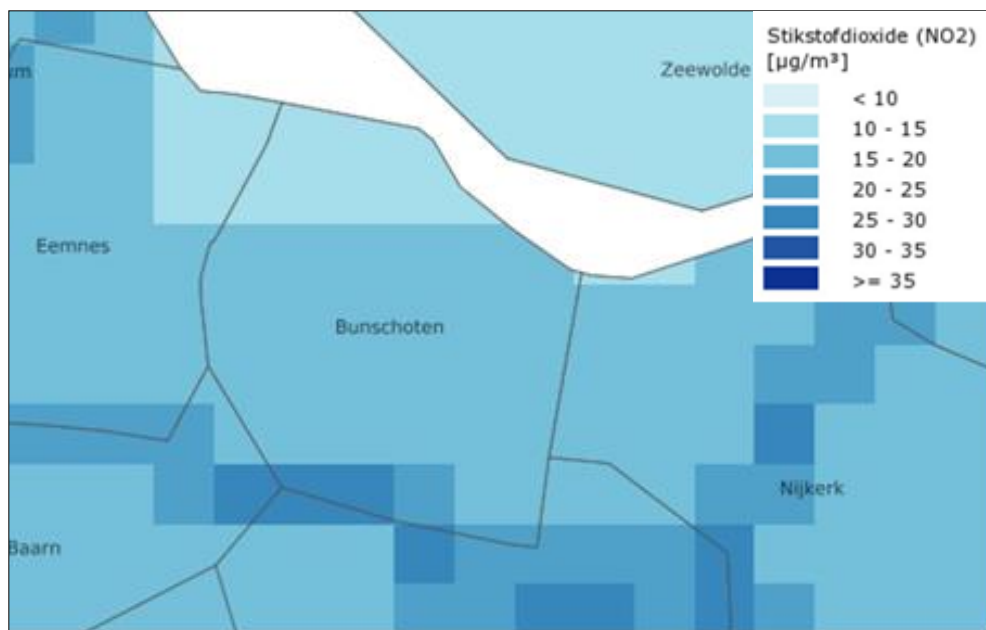 Stikstofdioxide (NO2)
[µg/m³]
< 10
10 - 15
15 - 20
20 - 25
25 - 30
30 - 35
>= 35
Zeewolde
um
Eemnes
Bunschoten
Nijkerk
Baarn